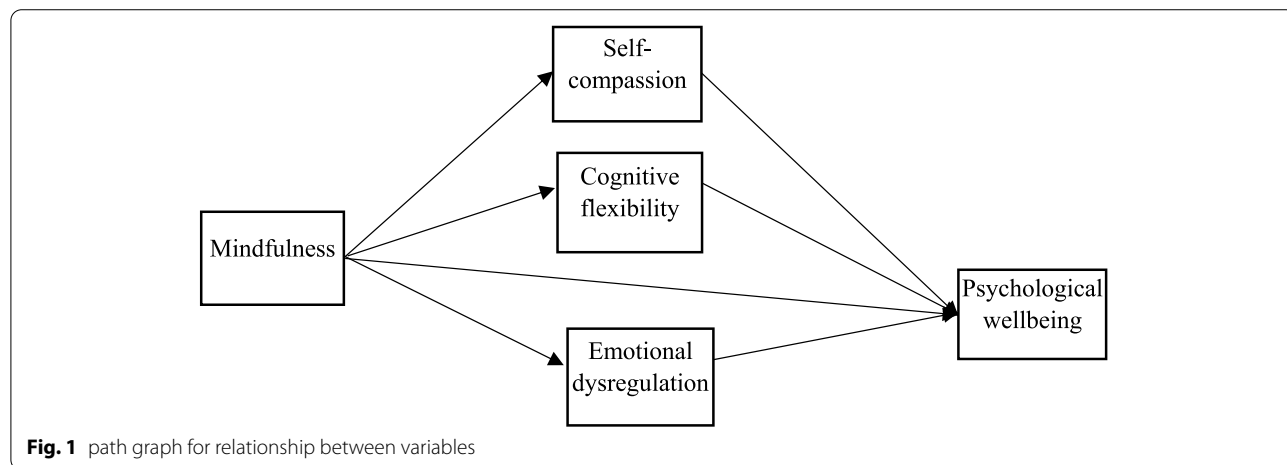 Self-
compassion
Cognitive
flexibility
Mindfulness
Psychological
wellbeing
Emotional
dysregulation
Fig. 1 path graph for relationship between variables